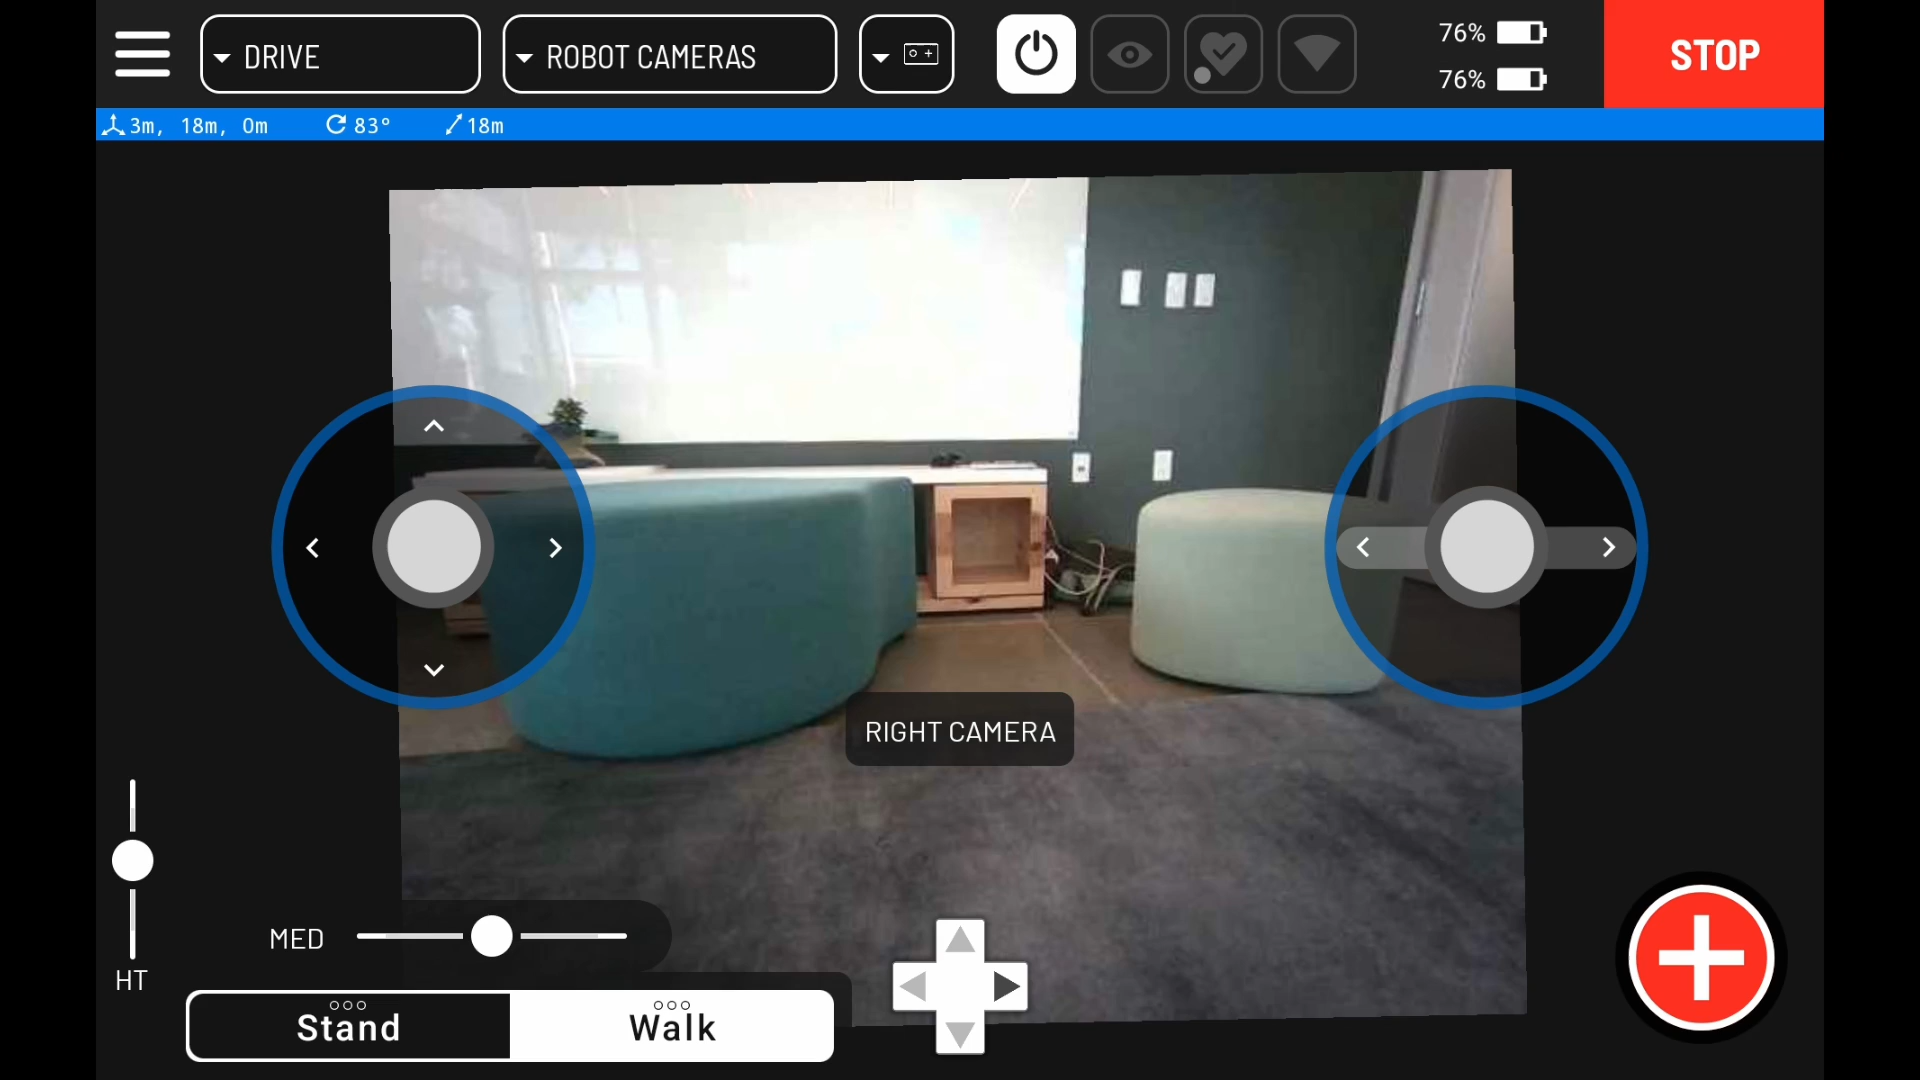 DRIVE
ROBOT CAMERAS
76%
76%
STOP
3m, 18m, 0m 83° 18m
RIGHT CAMERA
MED
HT
Stand
Walk